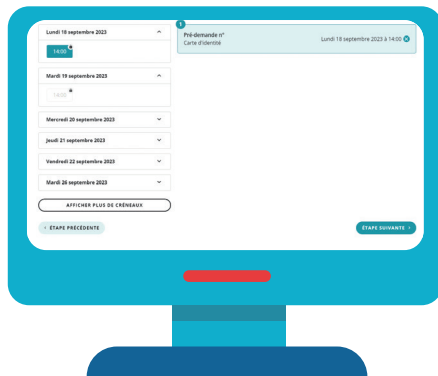 Lundi 18 septembre 2023
14:00
Mardi 19 septembre 2023
14:00
Mercredi 20 septembre 2023
Jeudi 21 septembre 2023
Vendredi 22 septembre 2023
Mardi 26 septembre 2023
AFFICHER PLUS DE CRÉNEAUX
‹ ÉTAPE PRÉCÉDENTE
1
Pré-demande n°
Carte d'identité
Lundi 18 septembre 2023 à 14:00
ÉTAPE SUIVANTE ›